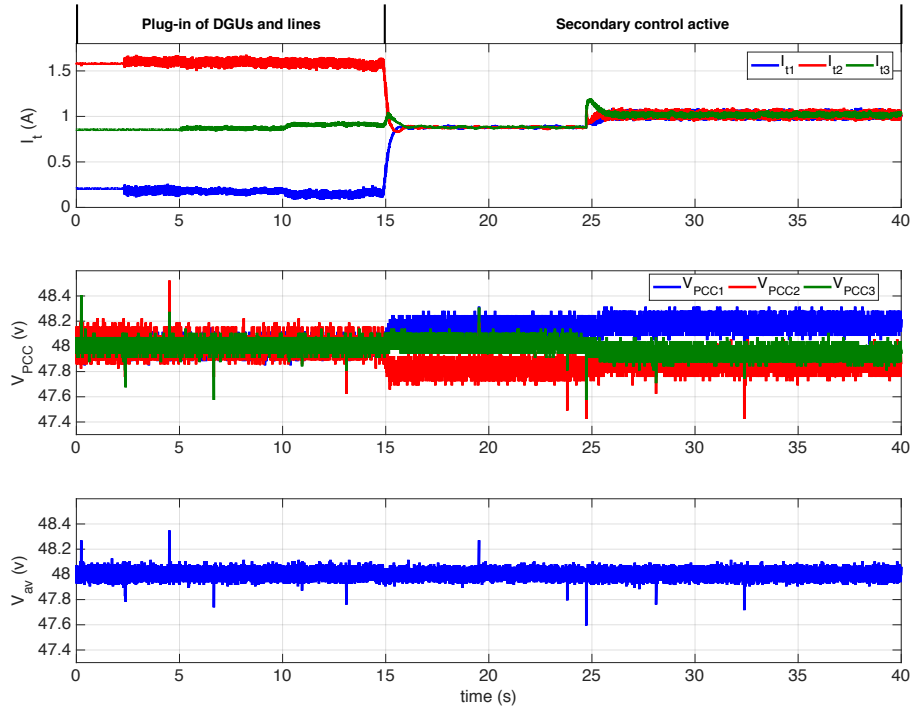 Plug-in of DGUs and lines
Secondary control active
I_t (A)
1.5
1
0.5
0
I_t1
I_t2
I_t3
0 5 10 15 20 25 30 35 40
V_PCC (v)
48.4
48.2
48
47.8
47.6
47.4
V_PCC1
V_PCC2
V_PCC3
0 5 10 15 20 25 30 35 40
V_av (v)
48.4
48.2
48
47.8
47.6
47.4
0 5 10 15 20 25 30 35 40
time (s)